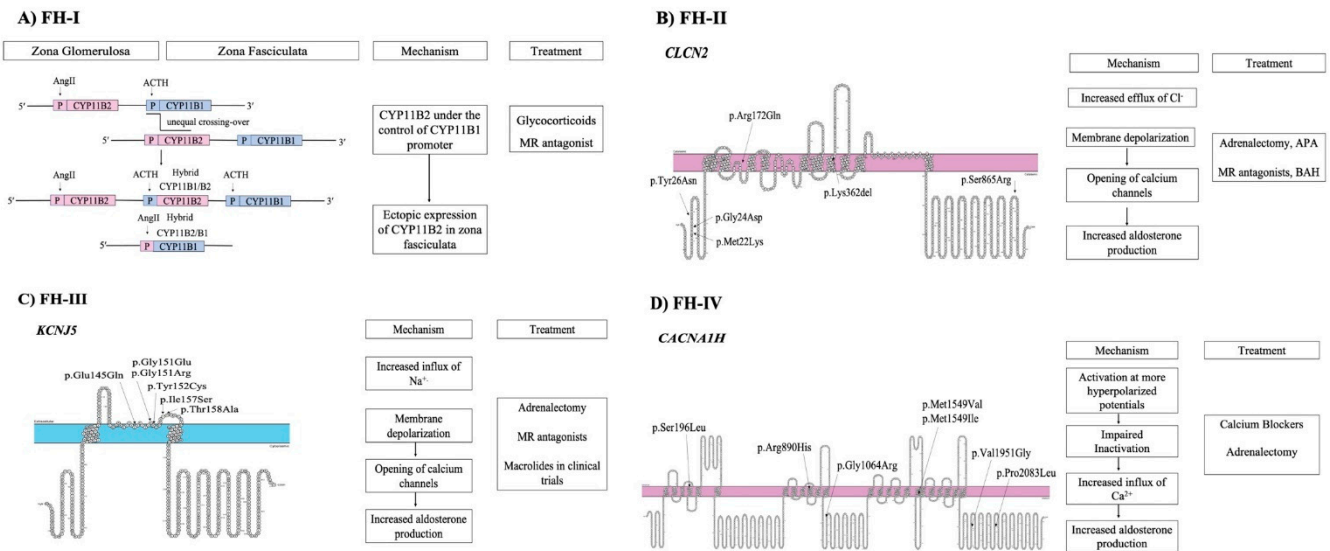 A) FH-I
Zona Glomerulosa
Zona Fasciculata
Mechanism
Treatment
AngII
ACTH
5'
P
CYP11B2
P
CYP11B1
3'
unequal crossing-over
5'
P
CYP11B2
P
CYP11B1
3'
Hybrid
AngII
ACTH
CYP11B1/B2
ACTH
5'
P
CYP11B2
P
CYP11B2
P
CYP11B1
3'
AngII
Hybrid
CYP11B2/B1
5'
P
CYP11B1
3'
CYP11B2 under the
control of CYP11B1
promoter
Ectopic expression
of CYP11B2 in zona
fasciculata
Glycocorticoids
MR antagonist
B) FH-II
CLCN2
p.Arg172Gln
p.Tyr26Asn
p.Lys362del
p.Ser865Arg
p.Gly24Asp
p.Met22Lys
Mechanism
Treatment
Increased efflux of Cl-
Membrane depolarization
Opening of calcium
channels
Increased aldosterone
production
Adrenalectomy, APA
MR antagonists, BAH
C) FH-III
KCNJ5
p.Gly151Glu
p.Glu145Gln
p.Gly151Arg
p.Tyr152Cys
p.Ile157Ser
p.Thr158Ala
Mechanism
Treatment
Increased influx of
Na+
Membrane
depolarization
Opening of calcium
channels
Increased aldosterone
production
Adrenalectomy
MR antagonists
Macrolides in clinical
trials
D) FH-IV
CACNA1H
p.Ser196Leu
p.Arg890His
p.Gly1064Arg
p.Met1549Val
p.Met1549Ile
p.Val1951Gly
p.Pro2083Leu
Mechanism
Treatment
Activation at more
hyperpolarized
potentials
Impaired
Inactivation
Increased influx of
Ca2+
Increased aldosterone
production
Calcium Blockers
Adrenalectomy